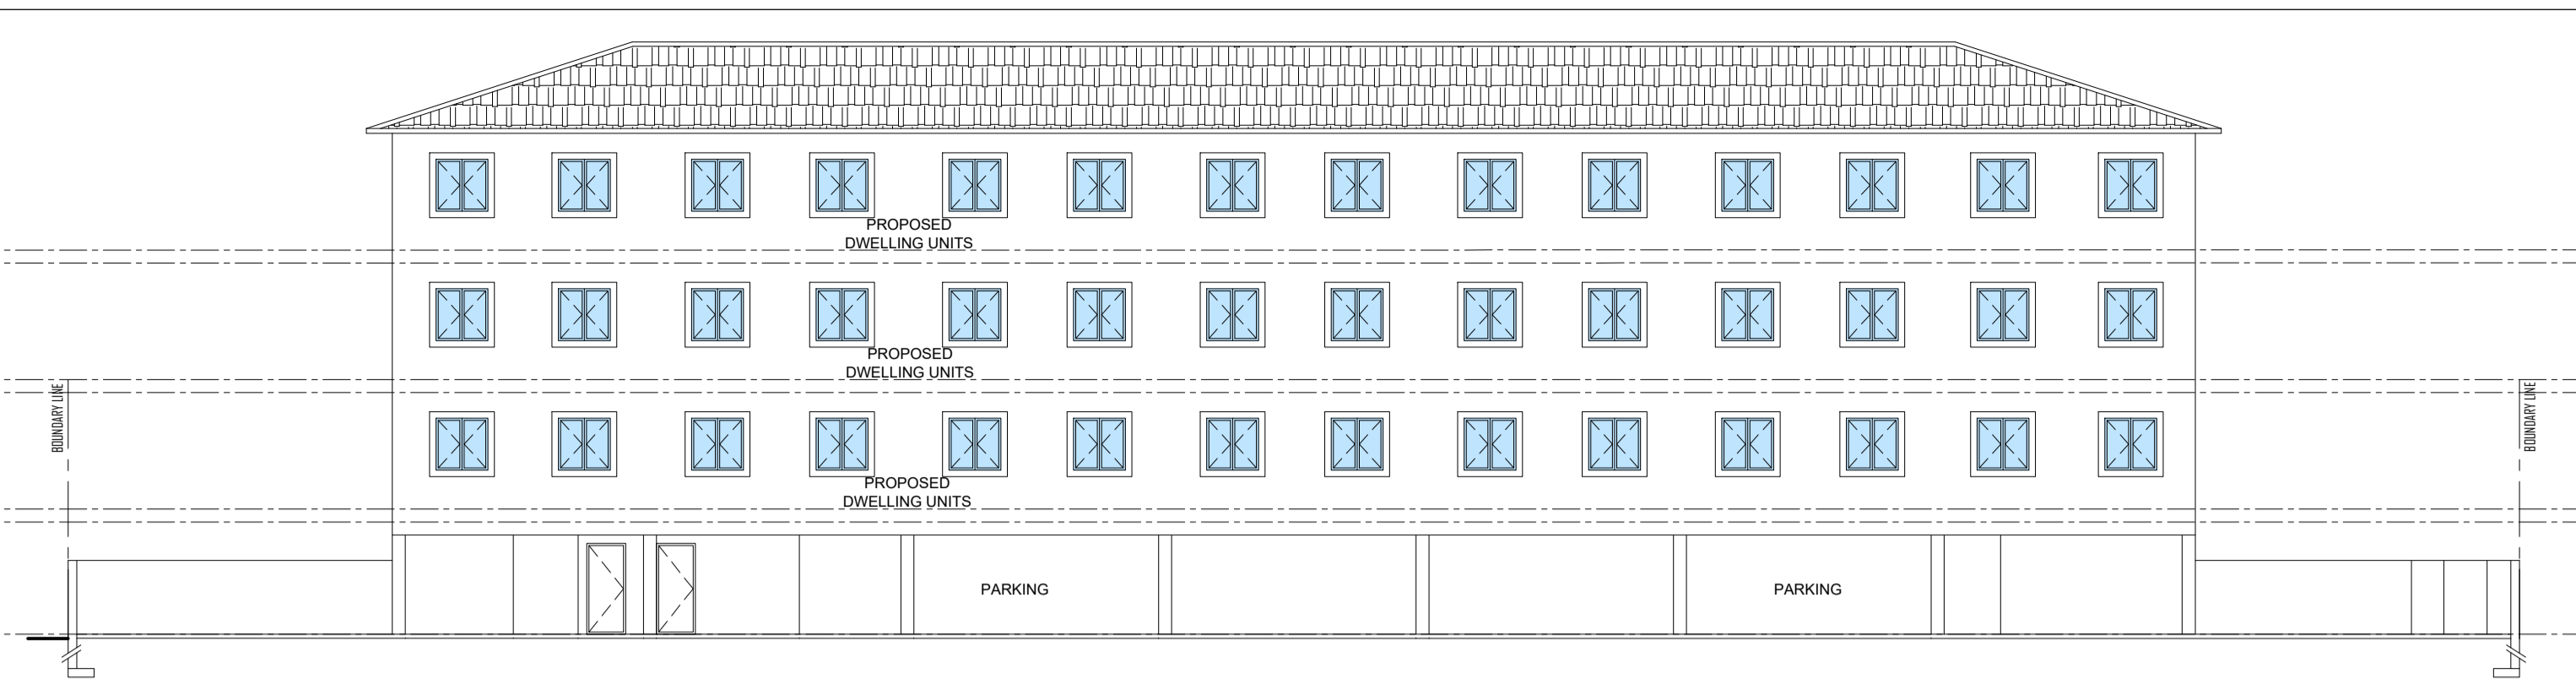 PROPOSED
DWELLING UNITS
PROPOSED
DWELLING UNITS
BOUNDARY LINE
BOUNDARY LINE
PROPOSED
DWELLING UNITS
PARKING
PARKING